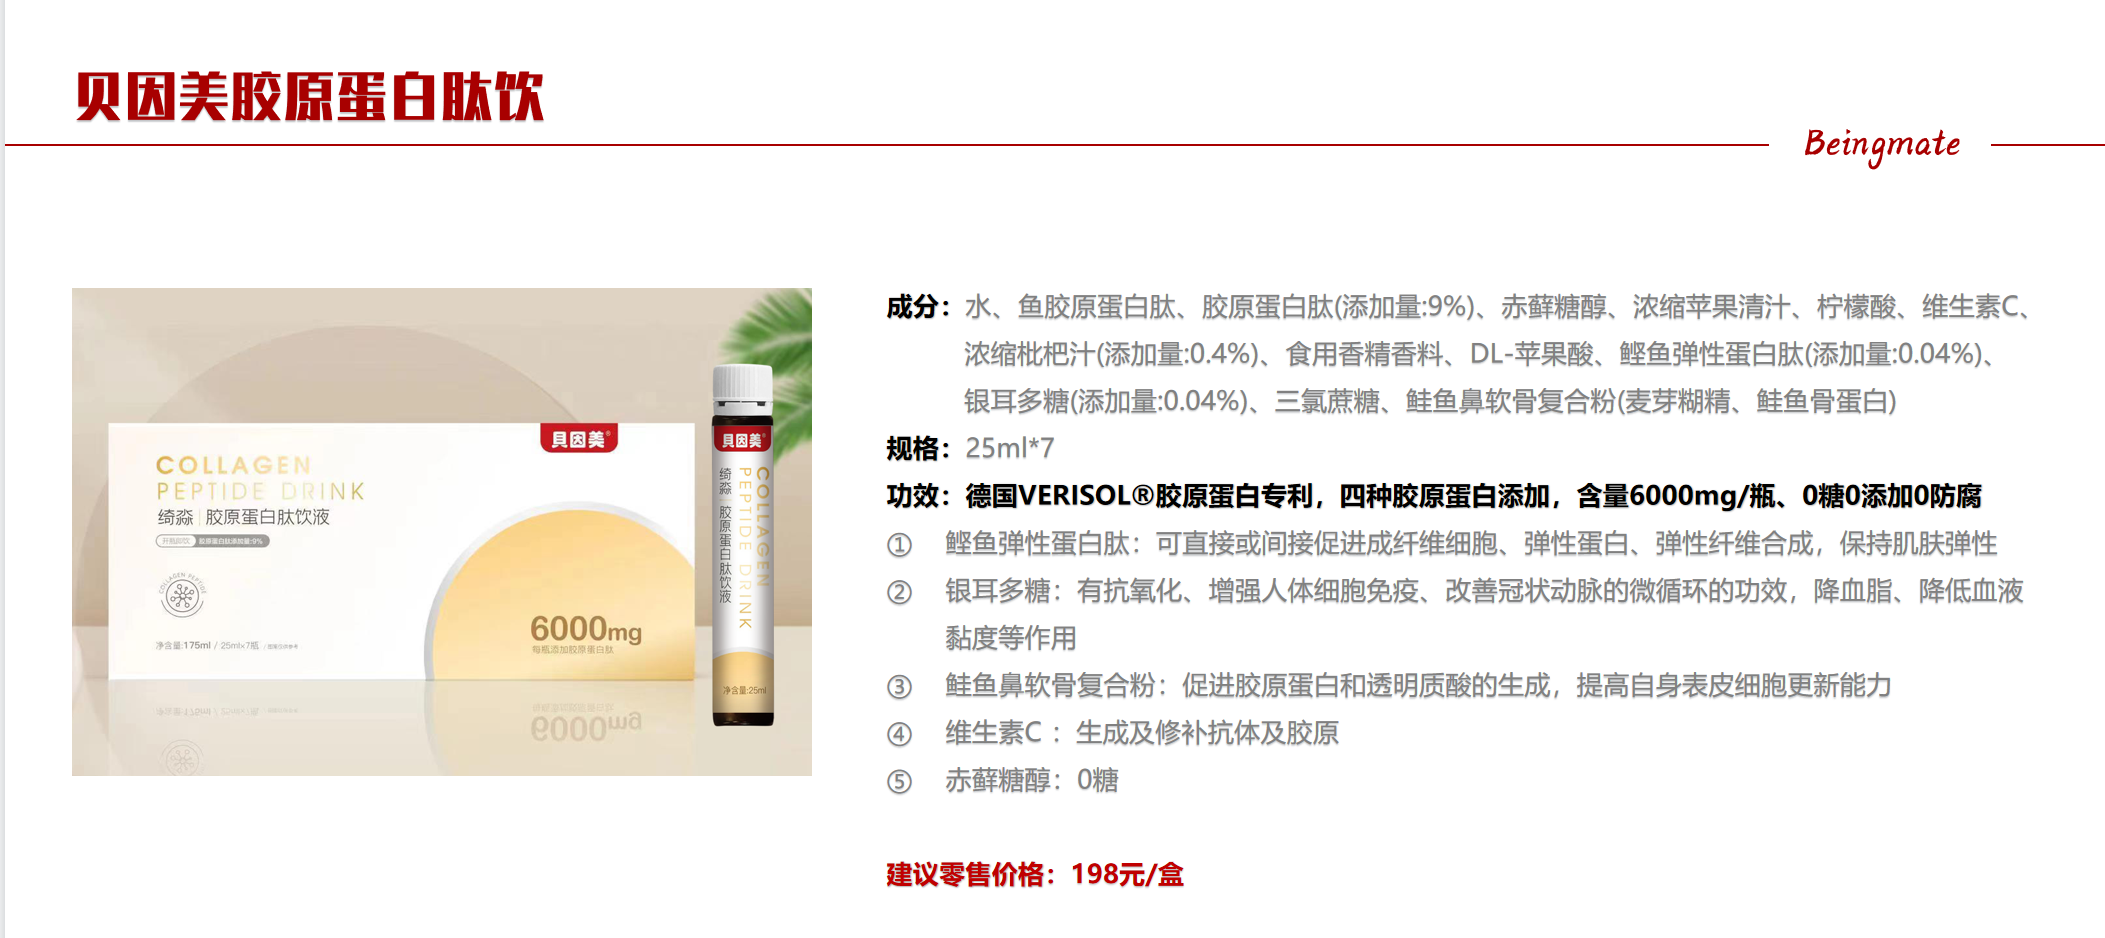 贝因美胶原蛋白肽饮
Beingmate
貝因美®
COLLAGEN
PEPTIDE DRINK
绮淼 | 胶原蛋白肽饮液
开瓶即饮 胶原蛋白肽添加量:9%
COLLAGEN PEPTIDE
净含量:175ml / 25ml×7瓶
6000mg
每瓶添加胶原蛋白肽
貝因美®
绮淼 胶原蛋白肽饮液
COLLAGEN
PEPTIDE DRINK
净含量:25ml
成分：水、鱼胶原蛋白肽、胶原蛋白肽(添加量:9%)、赤藓糖醇、浓缩苹果清汁、柠檬酸、维生素C、
浓缩枇杷汁(添加量:0.4%)、食用香精香料、DL-苹果酸、鲣鱼弹性蛋白肽(添加量:0.04%)、
银耳多糖(添加量:0.04%)、三氯蔗糖、鲑鱼鼻软骨复合粉(麦芽糊精、鲑鱼骨蛋白)
规格：25ml*7
功效：德国VERISOL®胶原蛋白专利，四种胶原蛋白添加，含量6000mg/瓶、0糖0添加0防腐
① 鲣鱼弹性蛋白肽：可直接或间接促进成纤维细胞、弹性蛋白、弹性纤维合成，保持肌肤弹性
② 银耳多糖：有抗氧化、增强人体细胞免疫、改善冠状动脉的微循环的功效，降血脂、降低血液
黏度等作用
③ 鲑鱼鼻软骨复合粉：促进胶原蛋白和透明质酸的生成，提高自身表皮细胞更新能力
④ 维生素C ：生成及修补抗体及胶原
⑤ 赤藓糖醇：0糖
建议零售价格：198元/盒